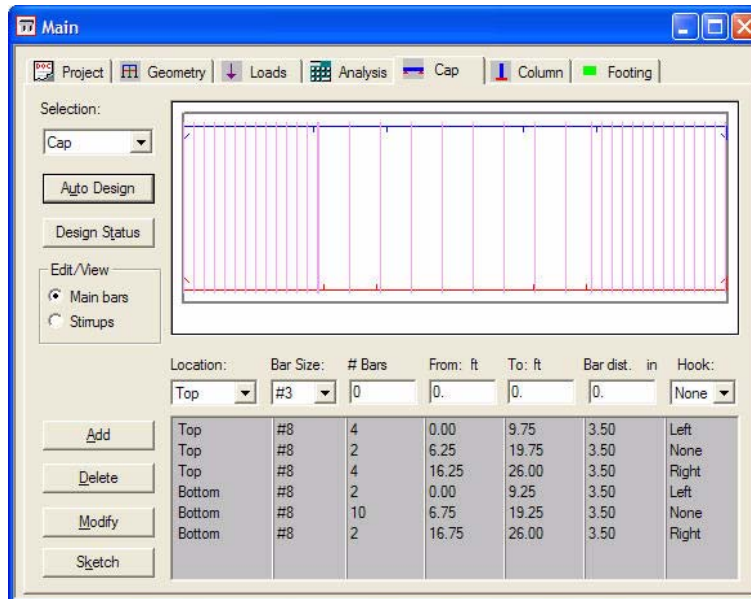 Main
Project Geometry Loads Analysis Cap Column Footing
Selection:
Cap
Auto Design
Design Status
Edit/View
Main bars
Stirrups
Location: Bar Size: # Bars From: ft To: ft Bar dist. in Hook:
Top #3 0 0. 0. 0. None
Add
Delete
Modify
Sketch
Top #8 4 0.00 9.75 3.50 Left
Top #8 2 6.25 19.75 3.50 None
Top #8 4 16.25 26.00 3.50 Right
Bottom #8 2 0.00 9.25 3.50 Left
Bottom #8 10 6.75 19.25 3.50 None
Bottom #8 2 16.75 26.00 3.50 Right